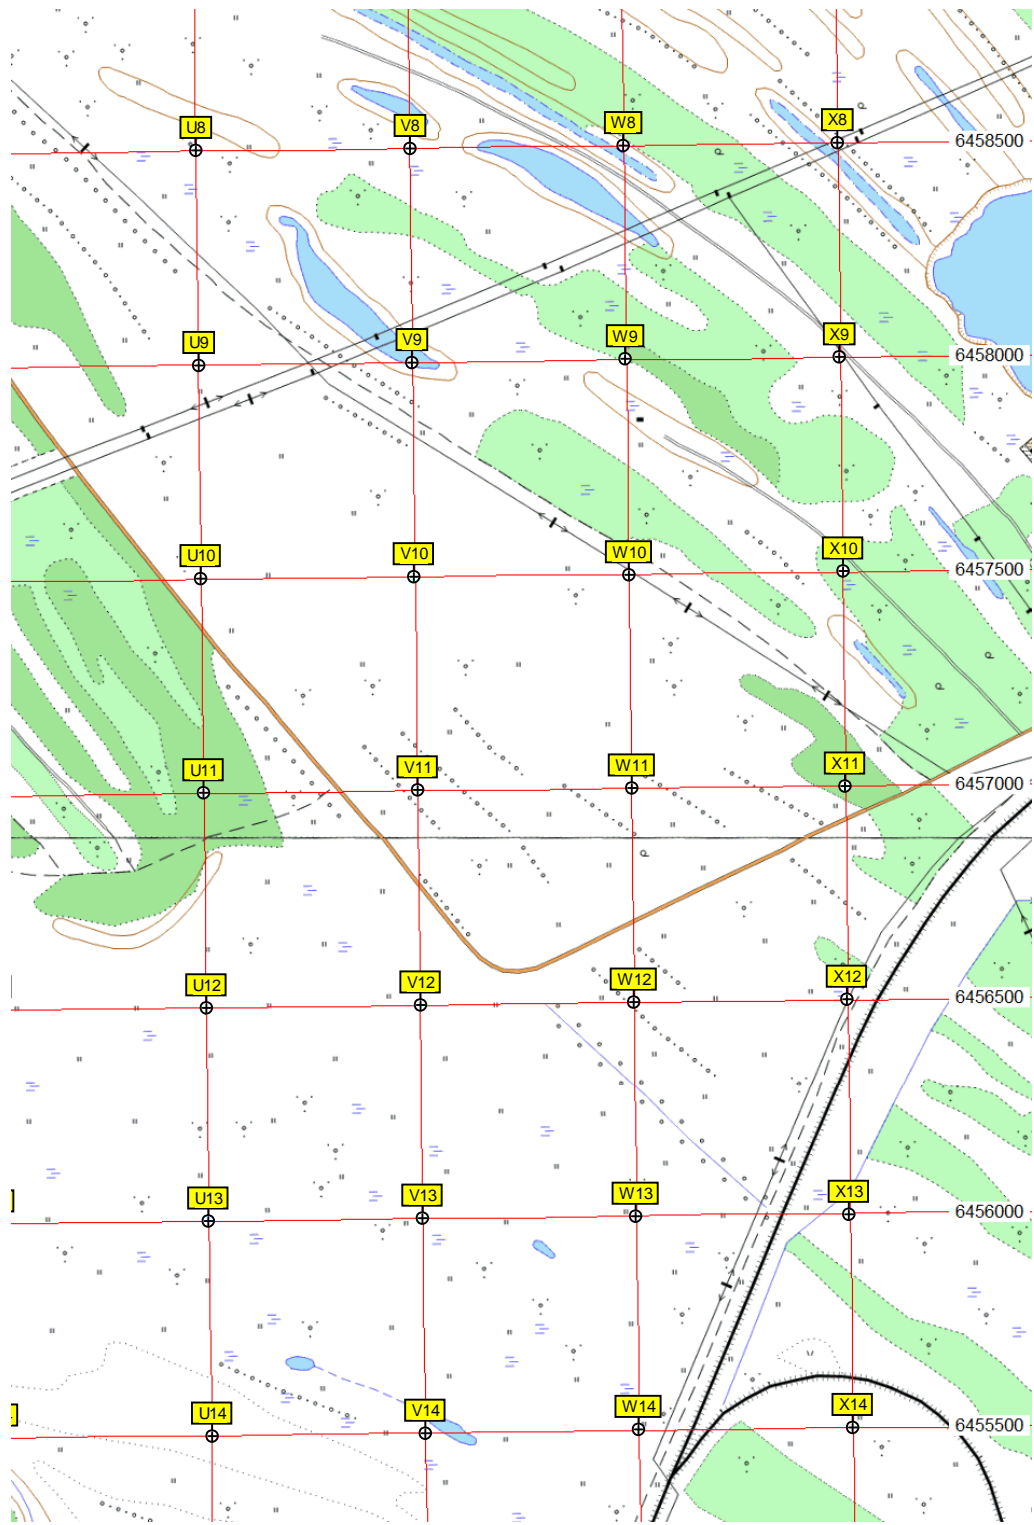 U8 V8 W8 X8
6458500
U9 V9 W9 X9
6458000
U10 V10 W10 X10
6457500
U11 V11 W11 X11
6457000
U12 V12 W12 X12
6456500
U13 V13 W13 X13
6456000
U14 V14 W14 X14
6455500